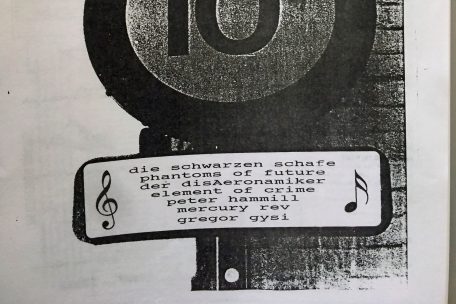 10
die schwarzen schafe
phantoms of future
der disAeronamiker
element of crime
peter hammill
mercury rev
gregor gysi